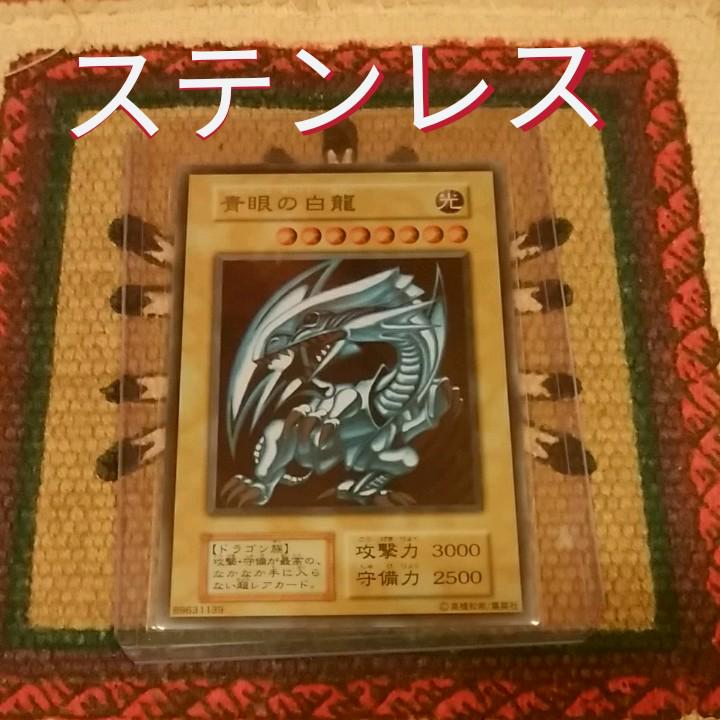 ステンレス
青眼の白龍
光
【ドラゴン族】
攻撃・守備が最高の、
なかなか手に入ら
ない超レアカード。
攻撃力 3000
守備力 2500
89631139
©高橋和希/集英社